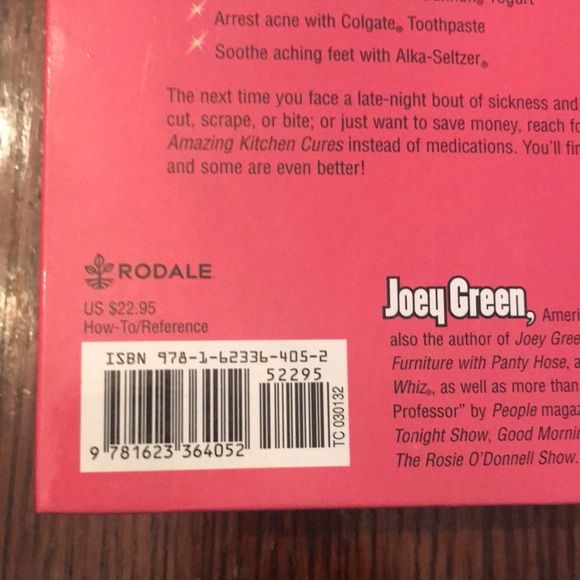 Yogurt
Arrest acne with Colgate® Toothpaste
Soothe aching feet with Alka-Seltzer®
The next time you face a late-night bout of sickness and
cut, scrape, or bite; or just want to save money, reach fo
Amazing Kitchen Cures instead of medications. You'll fin
and some are even better!
RODALE
US $22.95
How-To/Reference
ISBN 978-1-62336-405-2
52295
9 781623 364052
TC 030132
Joey Green, Ameri
also the author of Joey Gree
Furniture with Panty Hose, a
Whiz®, as well as more than
Professor" by People magaz
Tonight Show, Good Mornin
The Rosie O'Donnell Show.